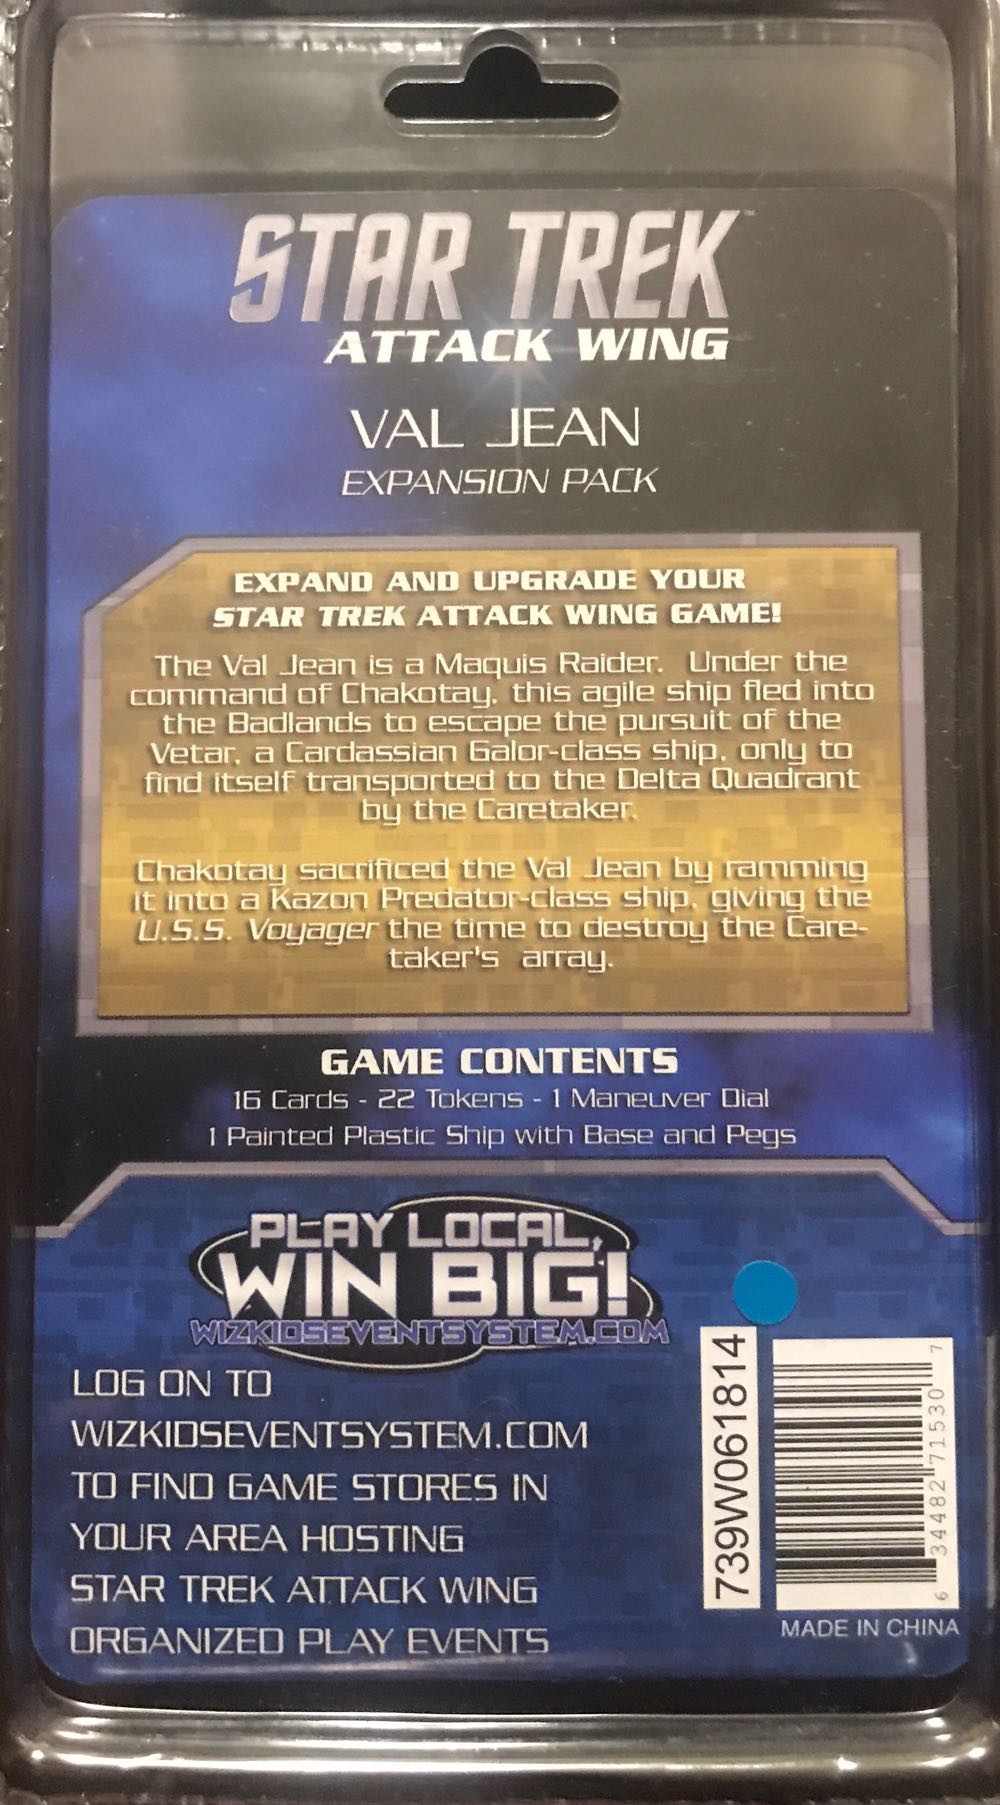 STAR TREK™
ATTACK WING
VAL JEAN
EXPANSION PACK
EXPAND AND UPGRADE YOUR
STAR TREK ATTACK WING GAME!
The Val Jean is a Maquis Raider. Under the
command of Chakotay, this agile ship fled into
the Badlands to escape the pursuit of the
Vetar, a Cardassian Galor-class ship, only to
find itself transported to the Delta Quadrant
by the Caretaker.
Chakotay sacrificed the Val Jean by ramming
it into a Kazon Predator-class ship, giving the
U.S.S. Voyager the time to destroy the Care-
taker's array.
GAME CONTENTS
16 Cards - 22 Tokens - 1 Maneuver Dial
1 Painted Plastic Ship with Base and Pegs
PLAY LOCAL,
WIN BIG!
WIZKIDSEVENTSYSTEM.COM
LOG ON TO
WIZKIDSEVENTSYSTEM.COM
TO FIND GAME STORES IN
YOUR AREA HOSTING
STAR TREK ATTACK WING
ORGANIZED PLAY EVENTS
739W061814
6 34482 71530 7
MADE IN CHINA